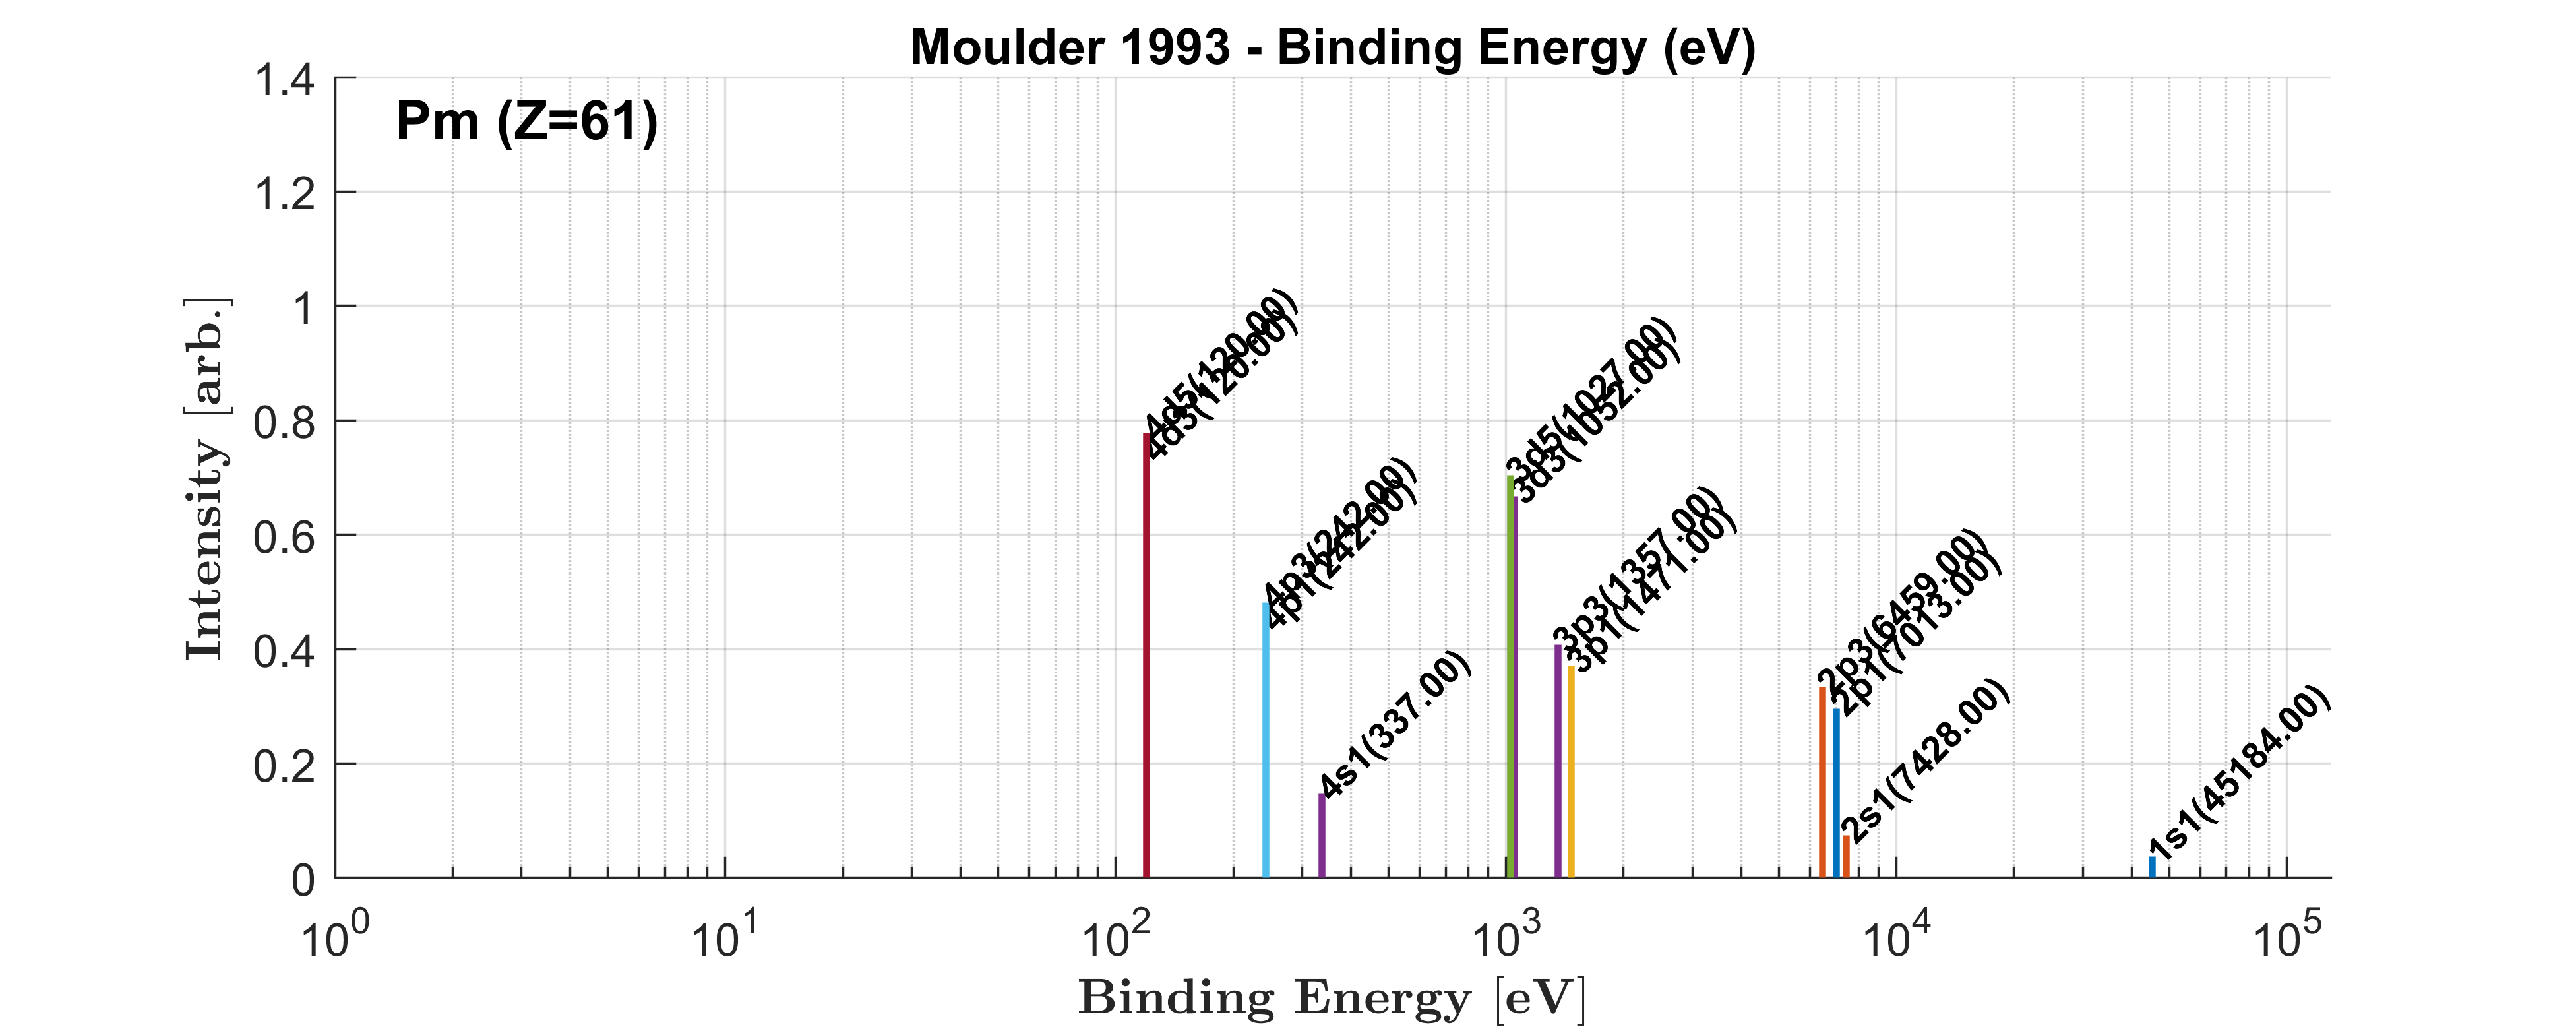 Moulder 1993 - Binding Energy (eV)
Pm (Z=61)
Intensity [arb.]
1.4
1.2
1
0.8
0.6
0.4
0.2
0
4d5(120.00)
4d3(120.00)
4p3(242.00)
4p1(242.00)
4s1(337.00)
3d5(1027.00)
3d3(1052.00)
3p3(1357.00)
3p1(1471.00)
2p3(6459.00)
2p1(7013.00)
2s1(7428.00)
1s1(45184.00)
10^0 10^1 10^2 10^3 10^4 10^5
Binding Energy [eV]